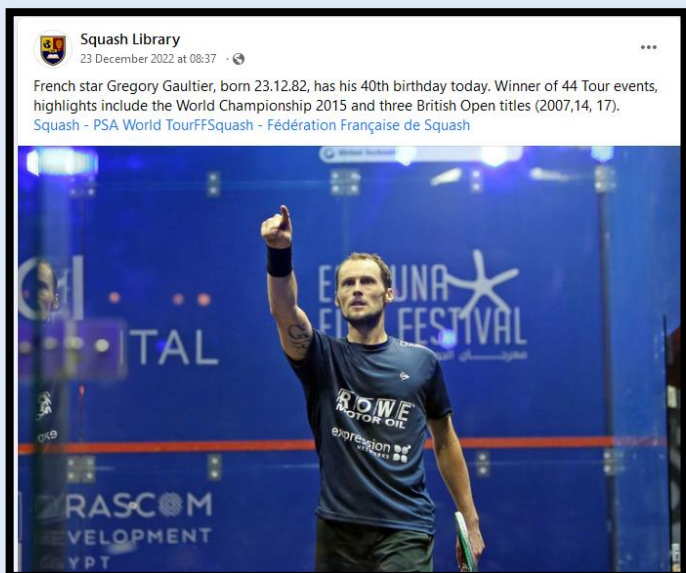 Squash Library
23 December 2022 at 08:37 ·
French star Gregory Gaultier, born 23.12.82, has his 40th birthday today. Winner of 44 Tour events,
highlights include the World Championship 2015 and three British Open titles (2007,14, 17).
Squash - PSA World TourFFSquash - Fédération Française de Squash
TAL
FESTIVAL
ROWE
MOTOR OIL
expression
NETWORKS
RASCOM
EVELOPMENT
YPT